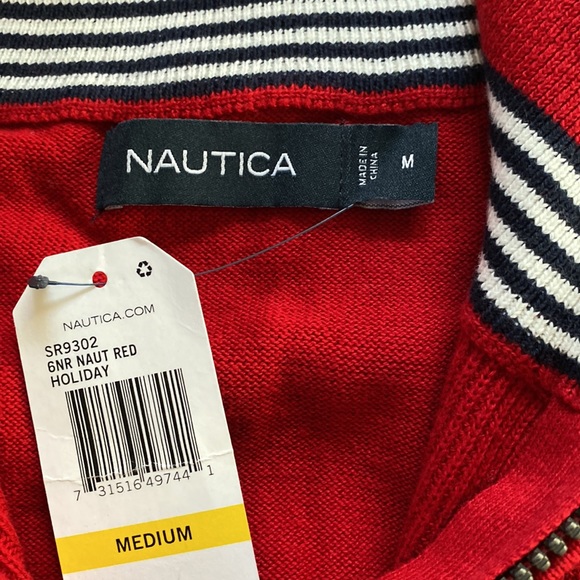 NAUTICA
MADE IN
CHINA
M
NAUTICA.COM
SR9302
6NR NAUT RED
HOLIDAY
7 31516 49744 1
MEDIUM